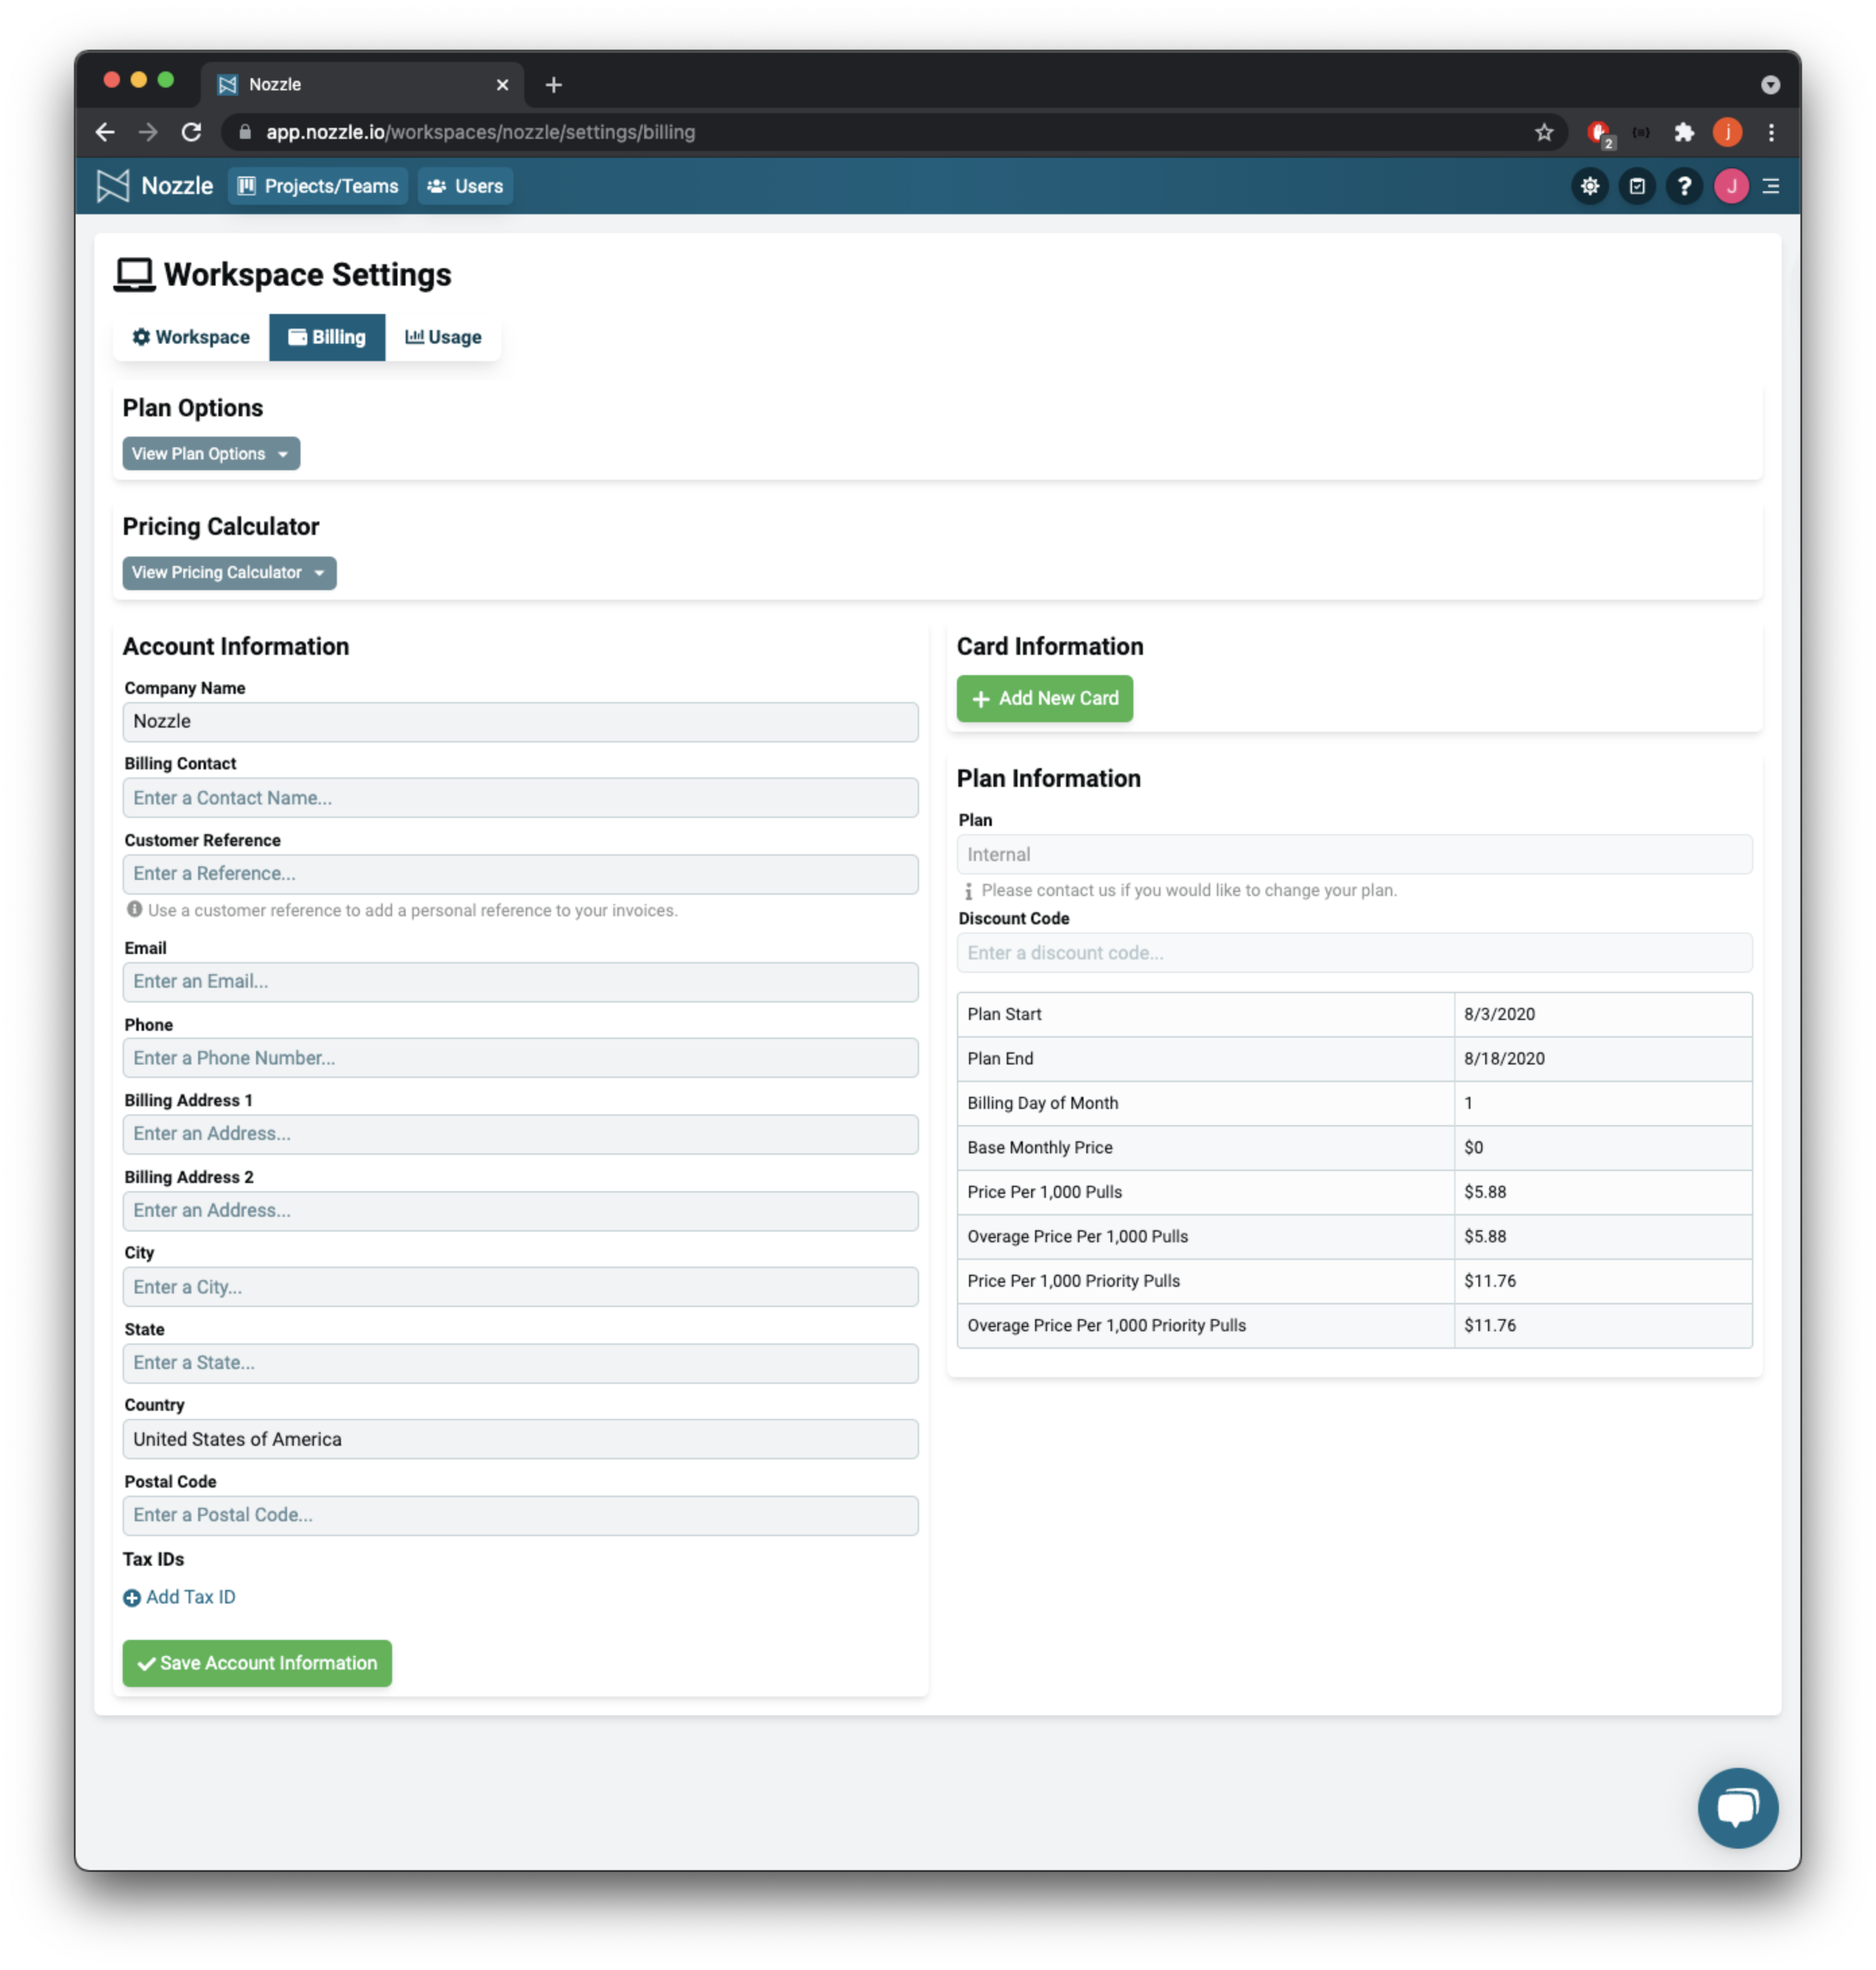 Nozzle
app.nozzle.io/workspaces/nozzle/settings/billing
2
j
Nozzle
Projects/Teams
Users
?
J
Workspace Settings
Workspace
Billing
Usage
Plan Options
View Plan Options
Pricing Calculator
View Pricing Calculator
Account Information
Company Name
Nozzle
Billing Contact
Enter a Contact Name...
Customer Reference
Enter a Reference...
Use a customer reference to add a personal reference to your invoices.
Email
Enter an Email...
Phone
Enter a Phone Number...
Billing Address 1
Enter an Address...
Billing Address 2
Enter an Address...
City
Enter a City...
State
Enter a State...
Country
United States of America
Postal Code
Enter a Postal Code...
Tax IDs
Add Tax ID
Save Account Information
Card Information
Add New Card
Plan Information
Plan
Internal
Please contact us if you would like to change your plan.
Discount Code
Enter a discount code...
Plan Start 8/3/2020
Plan End 8/18/2020
Billing Day of Month 1
Base Monthly Price $0
Price Per 1,000 Pulls $5.88
Overage Price Per 1,000 Pulls $5.88
Price Per 1,000 Priority Pulls $11.76
Overage Price Per 1,000 Priority Pulls $11.76